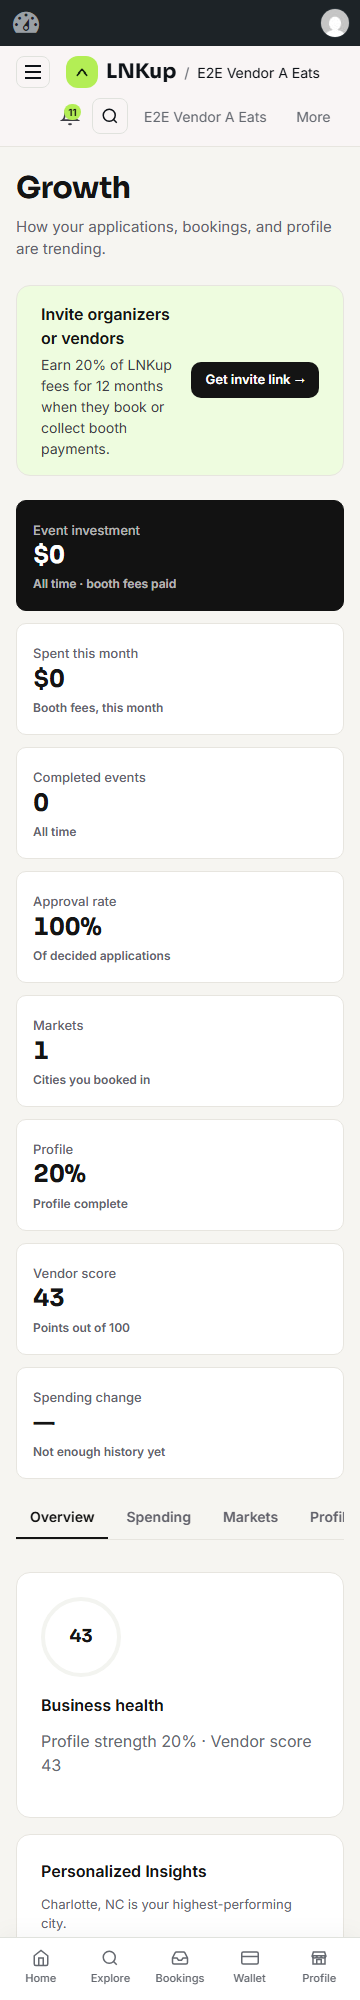 LNKup / E2E Vendor A Eats
11
E2E Vendor A Eats More
Growth
How your applications, bookings, and profile
are trending.
Invite organizers
or vendors
Earn 20% of LNKup
fees for 12 months
when they book or
collect booth
payments.
Get invite link →
Event investment
$0
All time · booth fees paid
Spent this month
$0
Booth fees, this month
Completed events
0
All time
Approval rate
100%
Of decided applications
Markets
1
Cities you booked in
Profile
20%
Profile complete
Vendor score
43
Points out of 100
Spending change
—
Not enough history yet
Overview Spending Markets Profil
43
Business health
Profile strength 20% · Vendor score
43
Personalized Insights
Charlotte, NC is your highest-performing
city.
Home Explore Bookings Wallet Profile